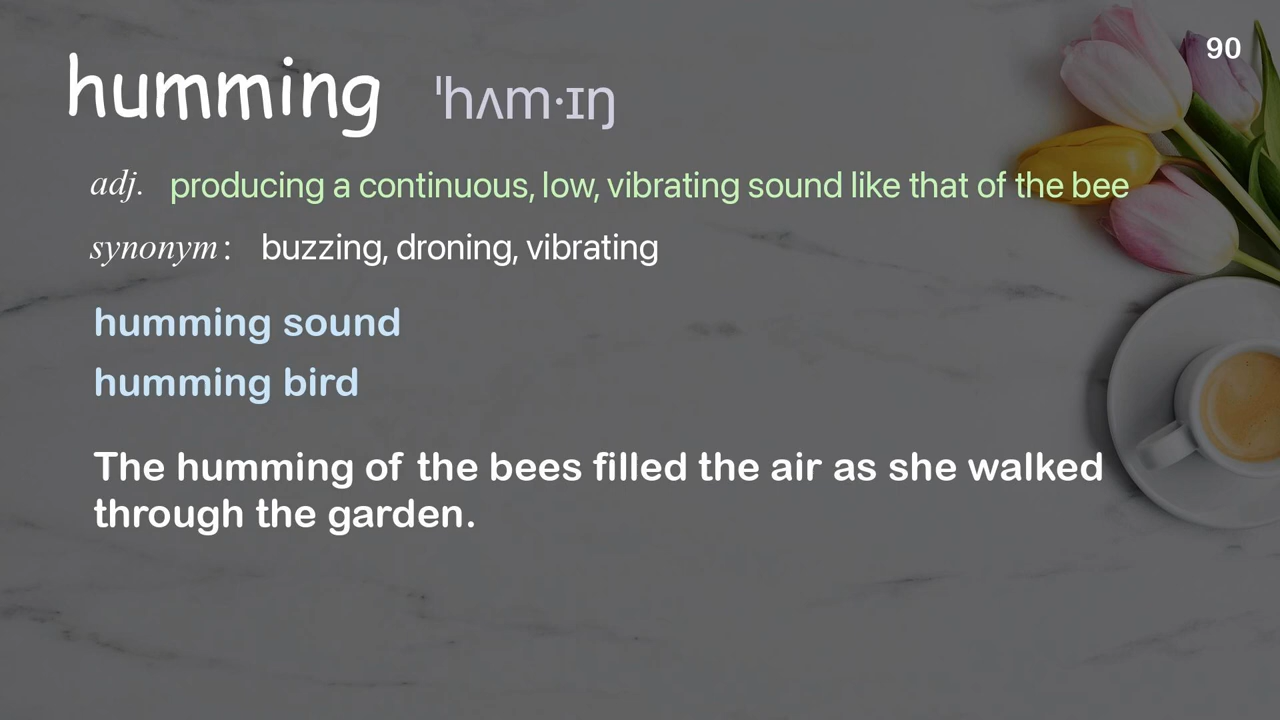 90
humming ˈhʌm·ɪŋ
adj. producing a continuous, low, vibrating sound like that of the bee
synonym: buzzing, droning, vibrating
humming sound
humming bird
The humming of the bees filled the air as she walked
through the garden.